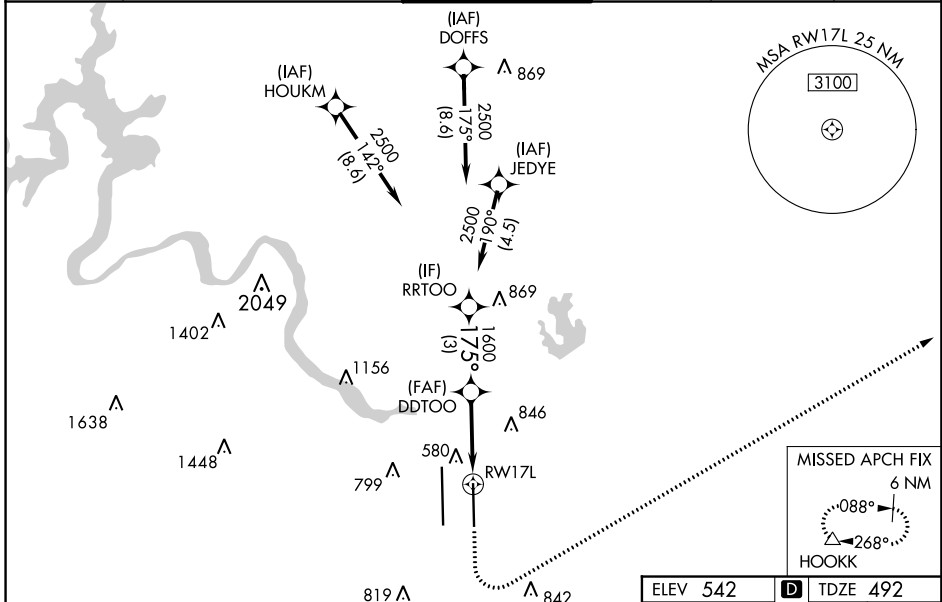 (IAF)
DOFFS
869
(IAF)
HOUKM
2500
142°
(8.6)
2500
175°
(8.6)
MSA RW17L 25 NM
3100
(IAF)
JEDYE
2500
190°
(4.5)
(IF)
RRTOO
869
2049
1402
1600
175°
(3)
1156
(FAF)
DDTOO
1638
846
1448
580
799
RW17L
MISSED APCH FIX
6 NM
088°
268°
HOOKK
819
842
ELEV 542 D TDZE 492